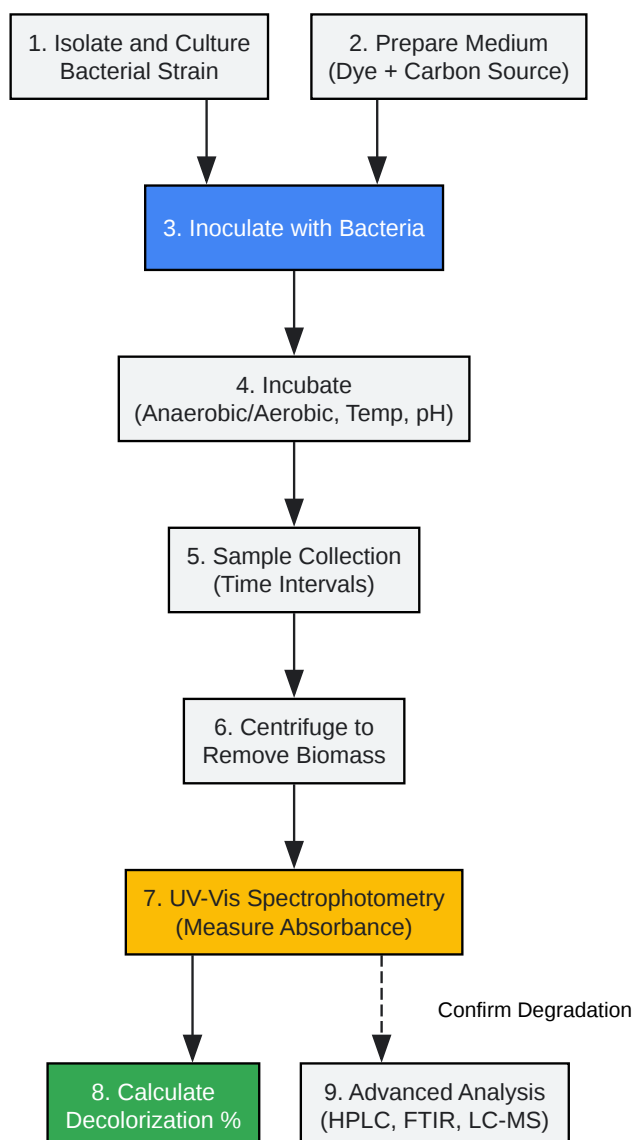 1. Isolate and Culture
Bacterial Strain
2. Prepare Medium
(Dye + Carbon Source)
3. Inoculate with Bacteria
4. Incubate
(Anaerobic/Aerobic, Temp, pH)
5. Sample Collection
(Time Intervals)
6. Centrifuge to
Remove Biomass
7. UV-Vis Spectrophotometry
(Measure Absorbance)
Confirm Degradation
8. Calculate
Decolorization %
9. Advanced Analysis
(HPLC, FTIR, LC-MS)